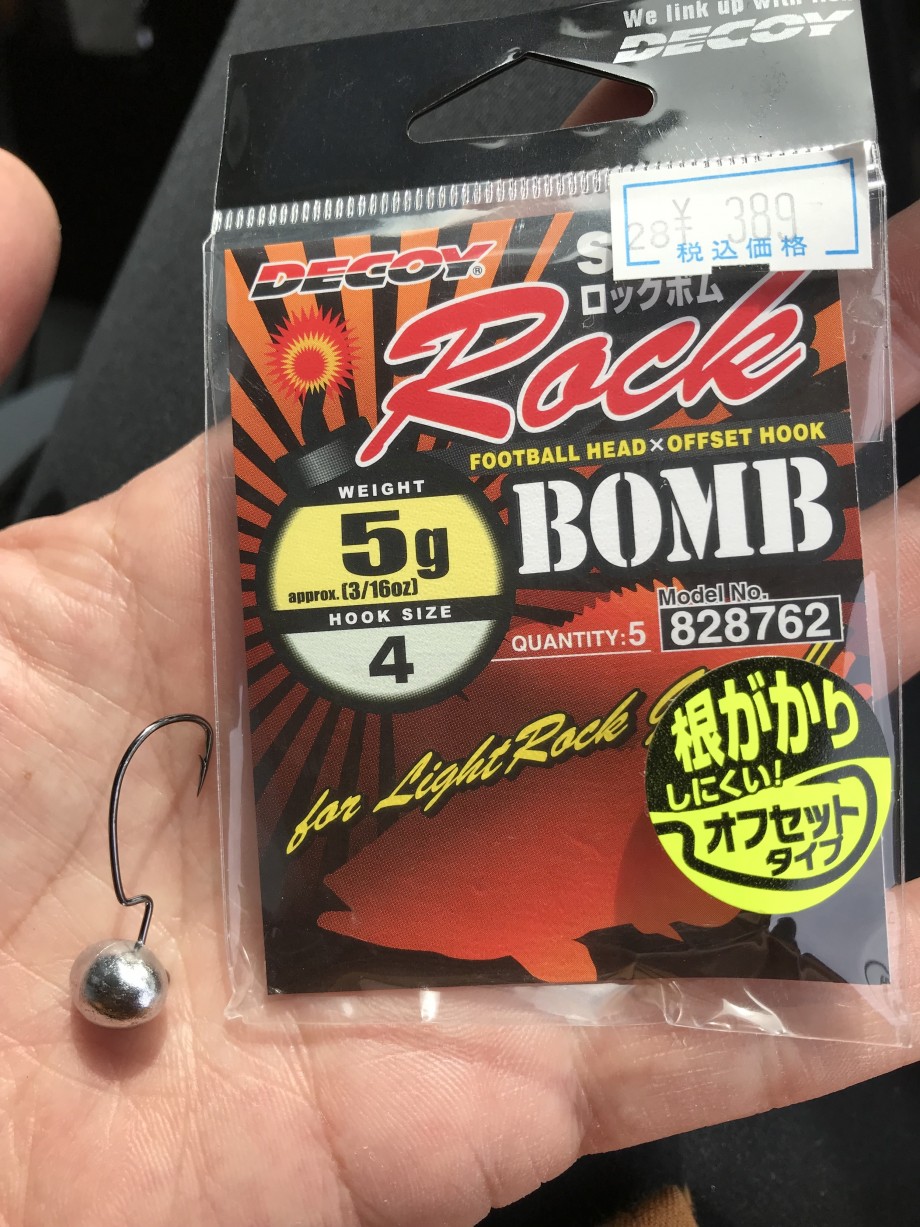 We link up with
DECOY
28 ¥ 389
税込価格
DECOY®
ロックボム
Rock
FOOTBALL HEAD×OFFSET HOOK
BOMB
WEIGHT
5g
approx.(3/16oz)
HOOK SIZE
4
QUANTITY:5
Model No.
828762
for Light Rock
根がかり
しにくい!
オフセット
タイプ